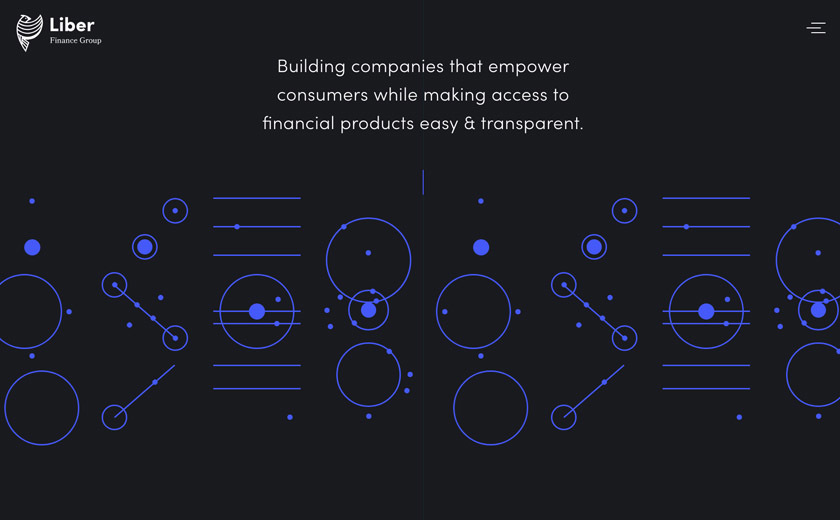 Liber
Finance Group
Building companies that empower
consumers while making access to
financial products easy & transparent.